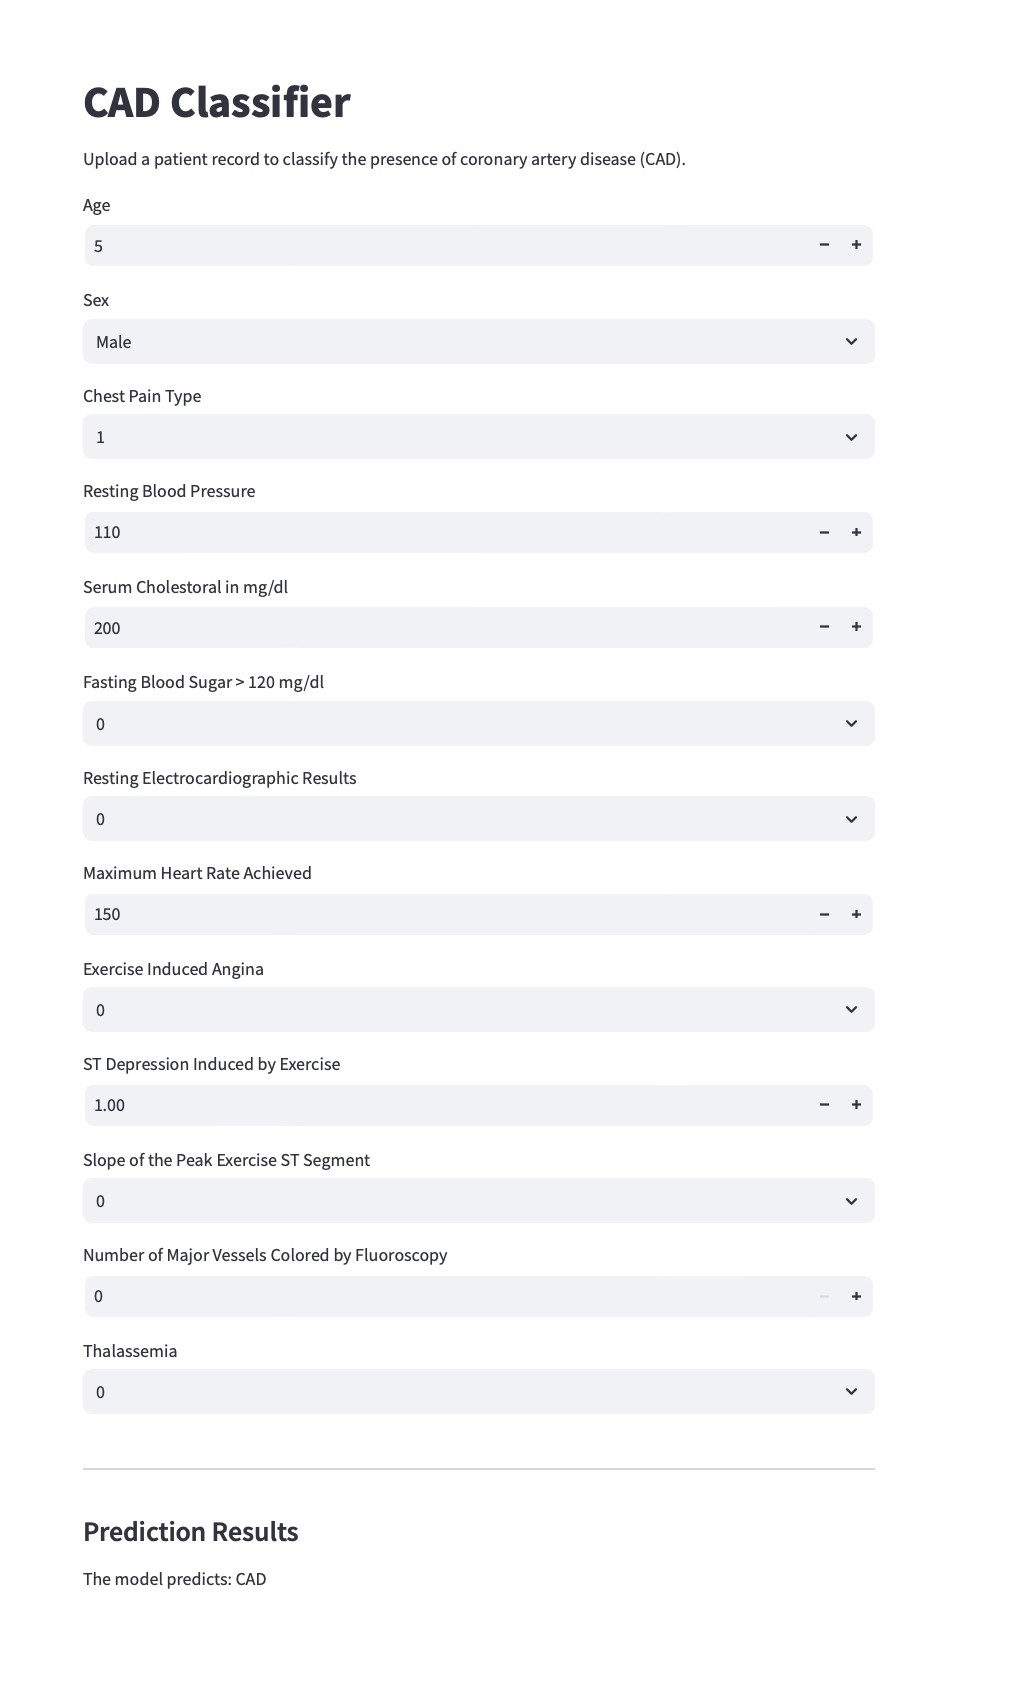 CAD Classifier
Upload a patient record to classify the presence of coronary artery disease (CAD).
Age
5
Sex
Male
Chest Pain Type
1
Resting Blood Pressure
110
Serum Cholestoral in mg/dl
200
Fasting Blood Sugar > 120 mg/dl
0
Resting Electrocardiographic Results
0
Maximum Heart Rate Achieved
150
Exercise Induced Angina
0
ST Depression Induced by Exercise
1.00
Slope of the Peak Exercise ST Segment
0
Number of Major Vessels Colored by Fluoroscopy
0
Thalassemia
0
Prediction Results
The model predicts: CAD